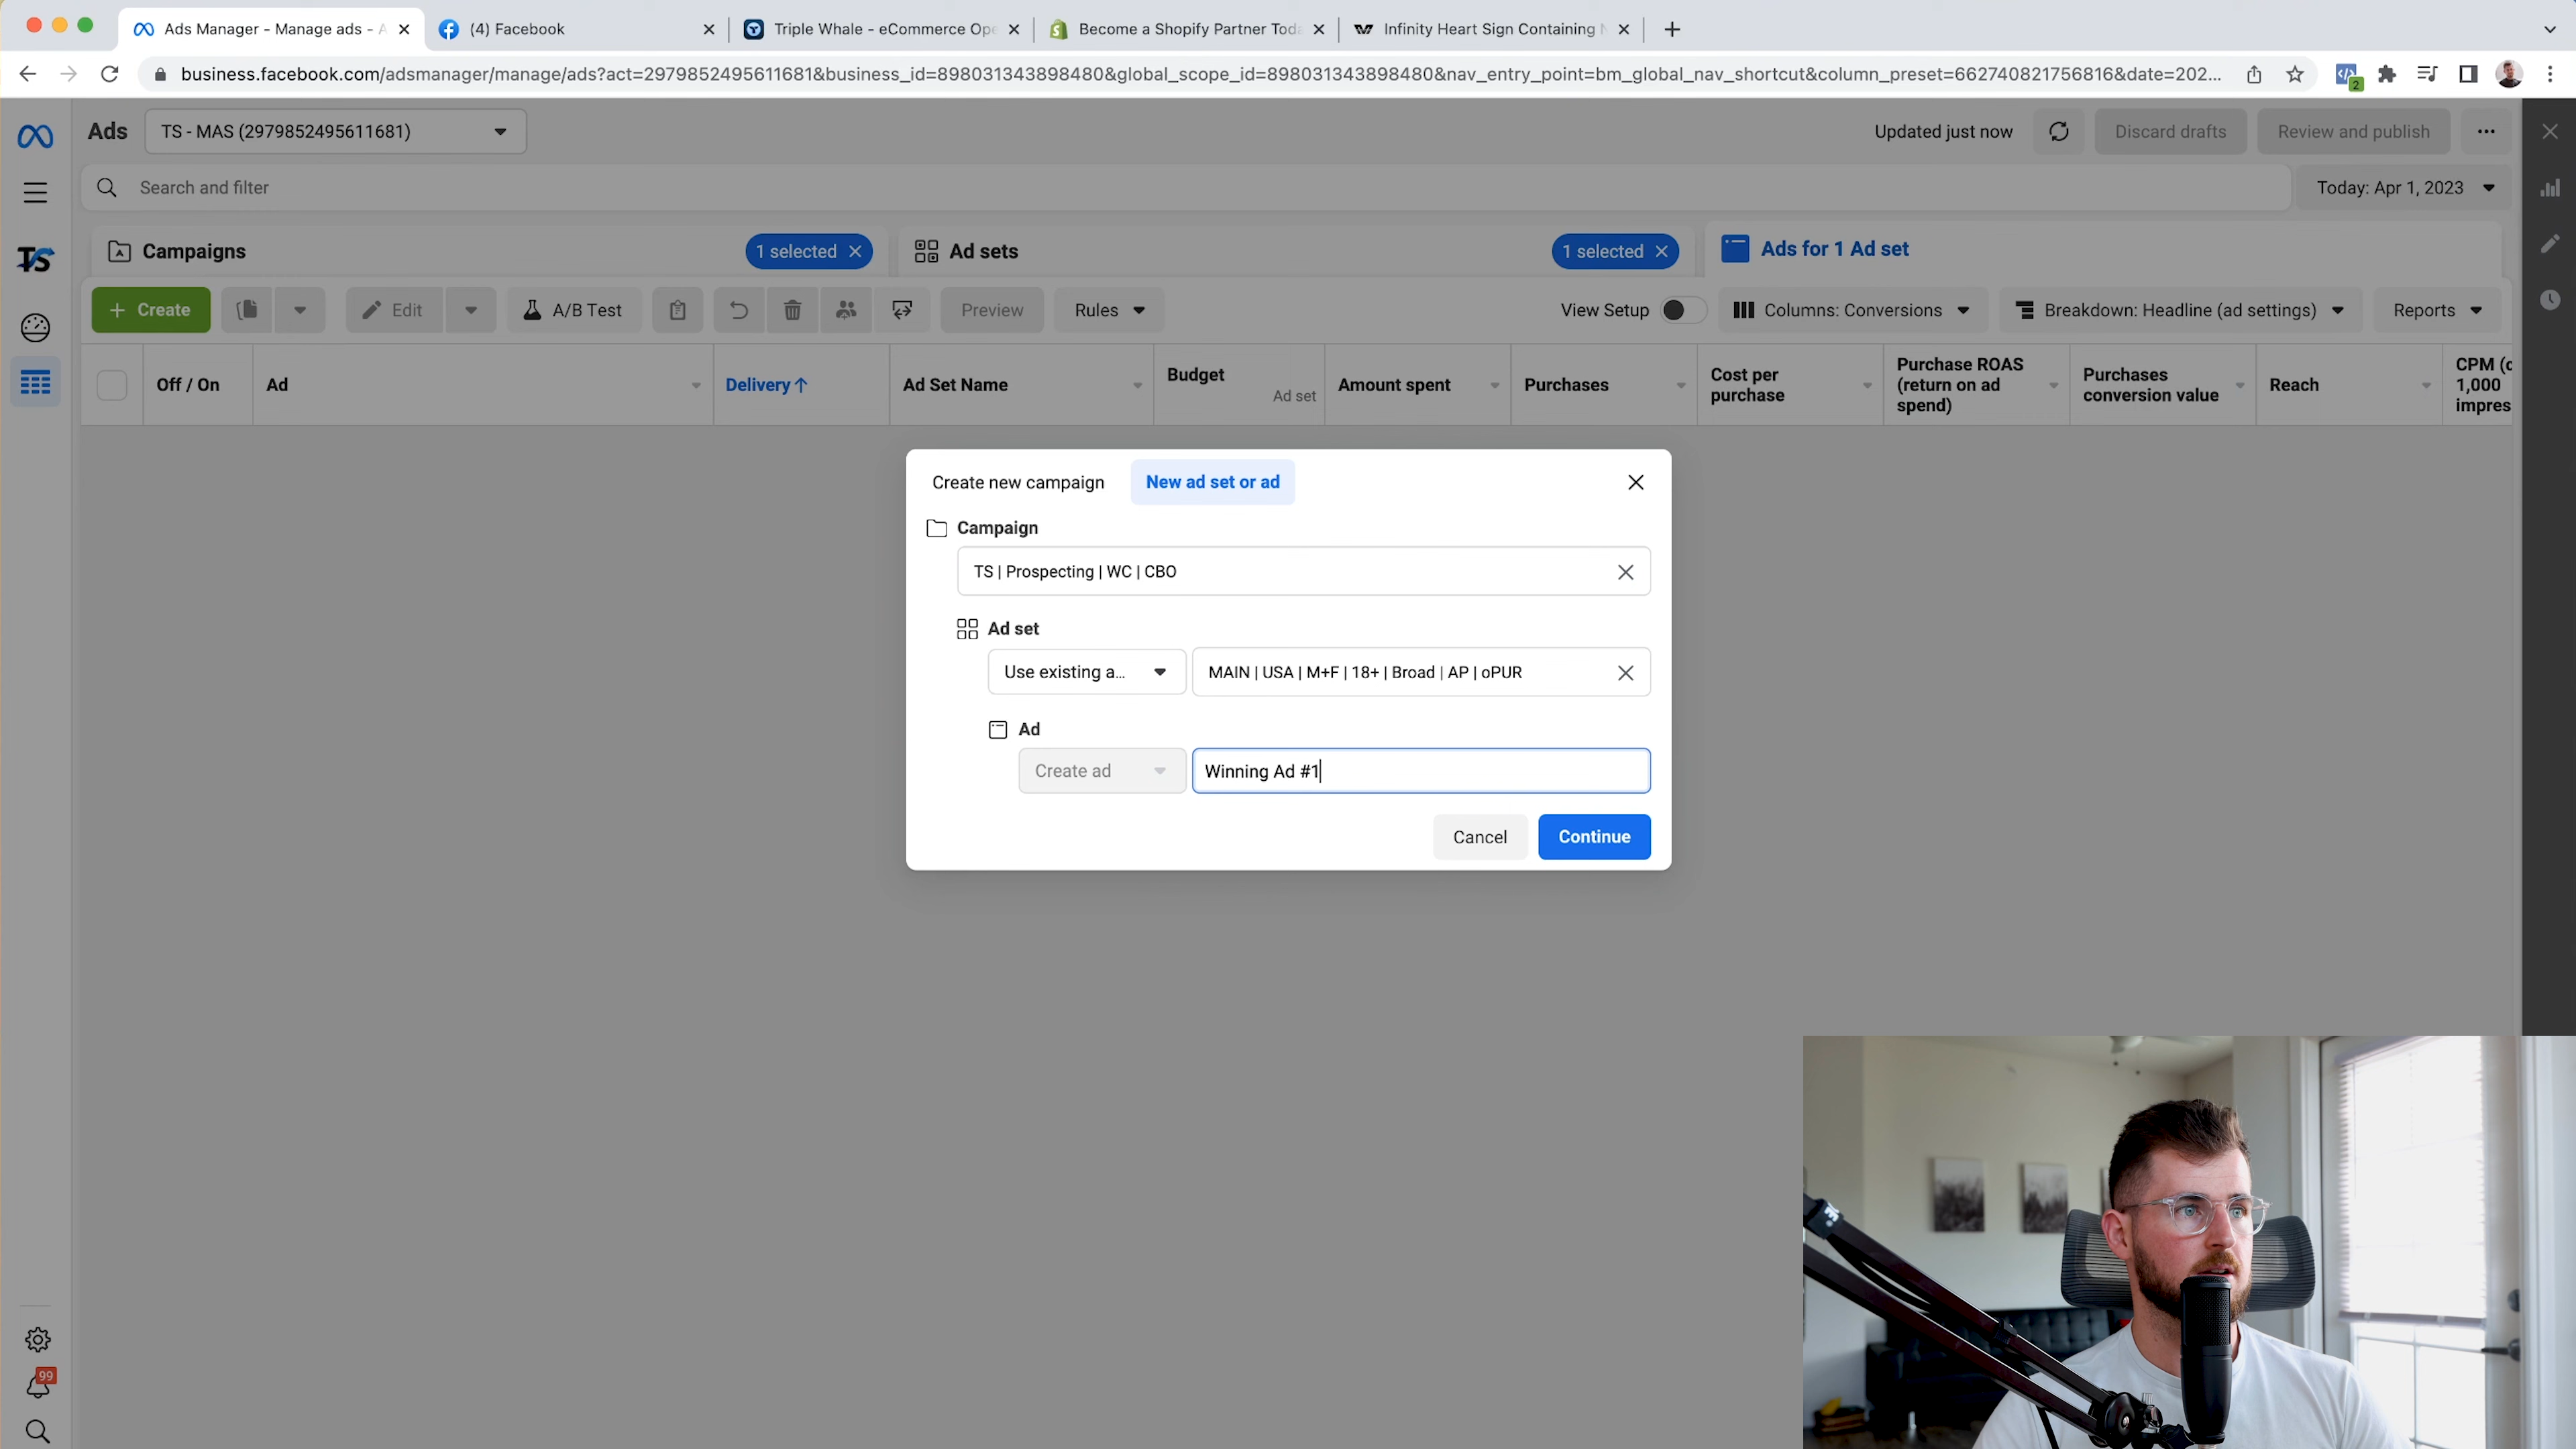 Ads Manager - Manage ads - A
(4) Facebook
Triple Whale - eCommerce Ope
Become a Shopify Partner Toda
Infinity Heart Sign Containing N
business.facebook.com/adsmanager/manage/ads?act=2979852495611681&business_id=898031343898480&global_scope_id=898031343898480&nav_entry_point=bm_global_nav_shortcut&column_preset=662740821756816&date=202...
2
Ads
TS - MAS (2979852495611681)
Updated just now
Discard drafts
Review and publish
Search and filter
Today: Apr 1, 2023
TS
Campaigns
1 selected
Ad sets
1 selected
Ads for 1 Ad set
+ Create
Edit
A/B Test
Preview
Rules
View Setup
Columns: Conversions
Breakdown: Headline (ad settings)
Reports
Off / On
Ad
Delivery↑
Ad Set Name
Budget
Ad set
Amount spent
Purchases
Cost per
purchase
Purchase ROAS
(return on ad
spend)
Purchases
conversion value
Reach
CPM (c
1,000
impres
Create new campaign
New ad set or ad
Campaign
TS | Prospecting | WC | CBO
Ad set
Use existing a...
MAIN | USA | M+F | 18+ | Broad | AP | oPUR
Ad
Create ad
Winning Ad #1
Cancel
Continue
99